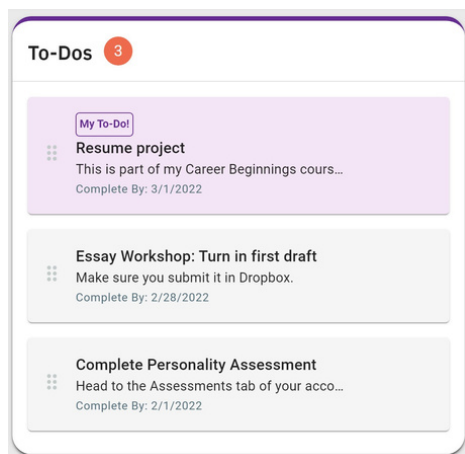 To-Dos 3
My To-Do!
Resume project
This is part of my Career Beginnings cours...
Complete By: 3/1/2022
Essay Workshop: Turn in first draft
Make sure you submit it in Dropbox.
Complete By: 2/28/2022
Complete Personality Assessment
Head to the Assessments tab of your acco...
Complete By: 2/1/2022